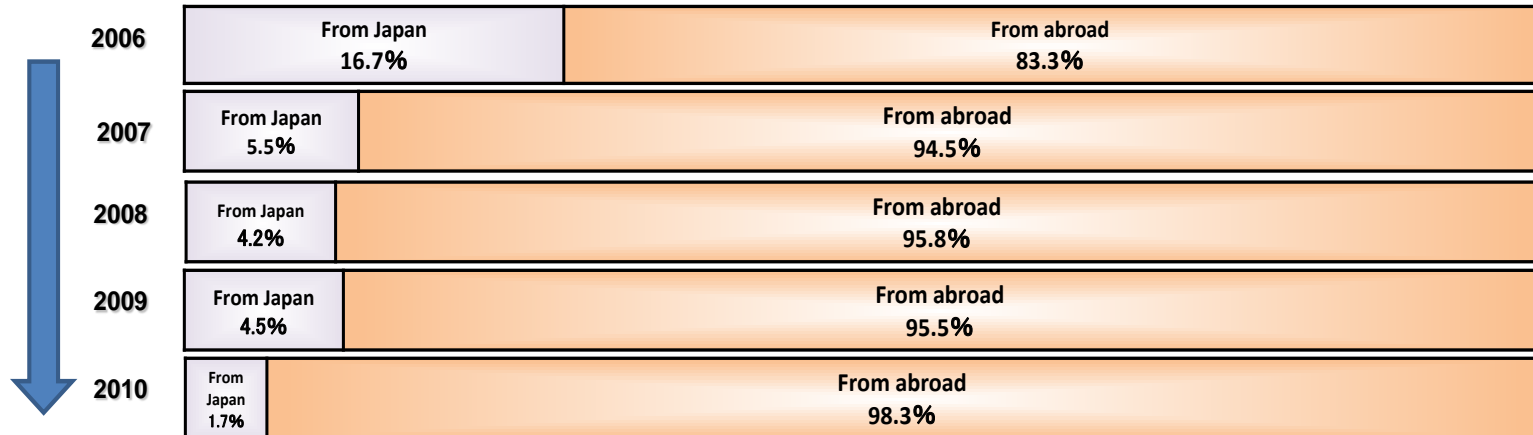 2006
From Japan
16.7%
From abroad
83.3%
2007
From Japan
5.5%
From abroad
94.5%
2008
From Japan
4.2%
From abroad
95.8%
2009
From Japan
4.5%
From abroad
95.5%
2010
From
Japan
1.7%
From abroad
98.3%